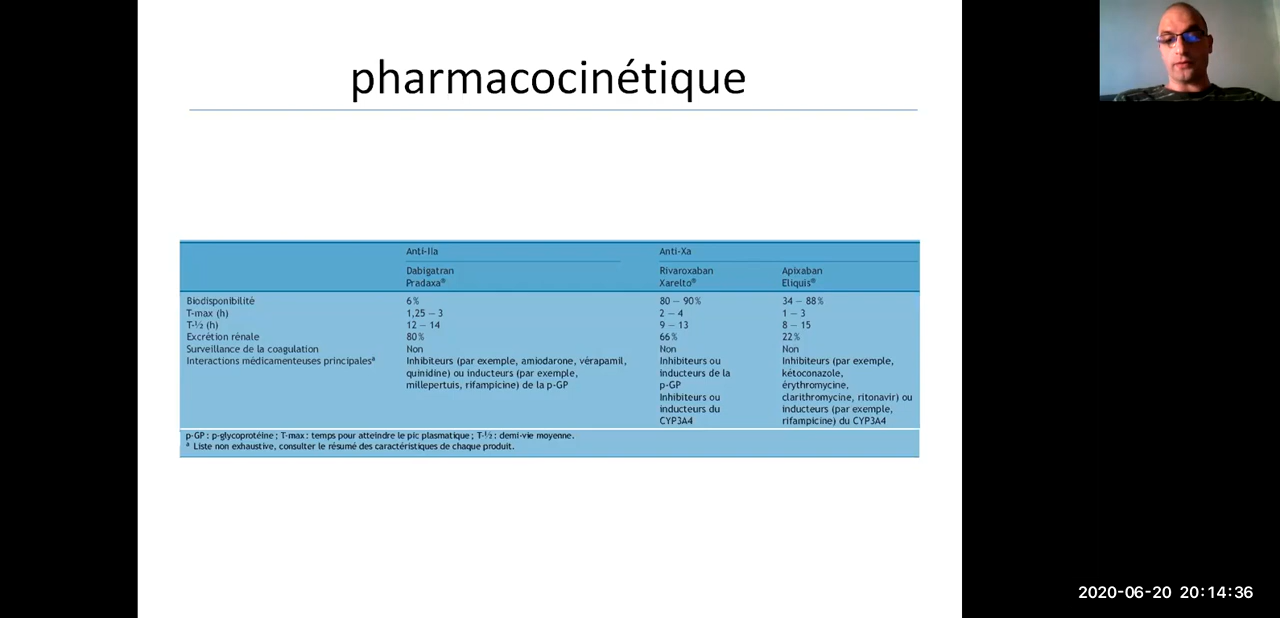 pharmacocinétique
Anti-IIa Anti-Xa
Dabigatran Rivaroxaban Apixaban
Pradaxa® Xarelto® Eliquis®
Biodisponibilité 6% 80 – 90% 34 – 88%
T-max (h) 1,25 – 3 2 – 4 1 – 3
T-½ (h) 12 – 14 9 – 13 8 – 15
Excrétion rénale 80% 66% 22%
Surveillance de la coagulation Non Non Non
Interactions médicamenteuses principalesª Inhibiteurs (par exemple, amiodarone, vérapamil, Inhibiteurs ou Inhibiteurs (par exemple,
quinidine) ou inducteurs (par exemple, inducteurs de la kétoconazole,
millepertuis, rifampicine) de la p-GP p-GP érythromycine,
Inhibiteurs ou clarithromycine, ritonavir) ou
inducteurs du inducteurs (par exemple,
CYP3A4 rifampicine) du CYP3A4
p-GP : p-glycoprotéine ; T-max : temps pour atteindre le pic plasmatique ; T-½ : demi-vie moyenne.
ª Liste non exhaustive, consulter le résumé des caractéristiques de chaque produit.
2020-06-20 20:14:36